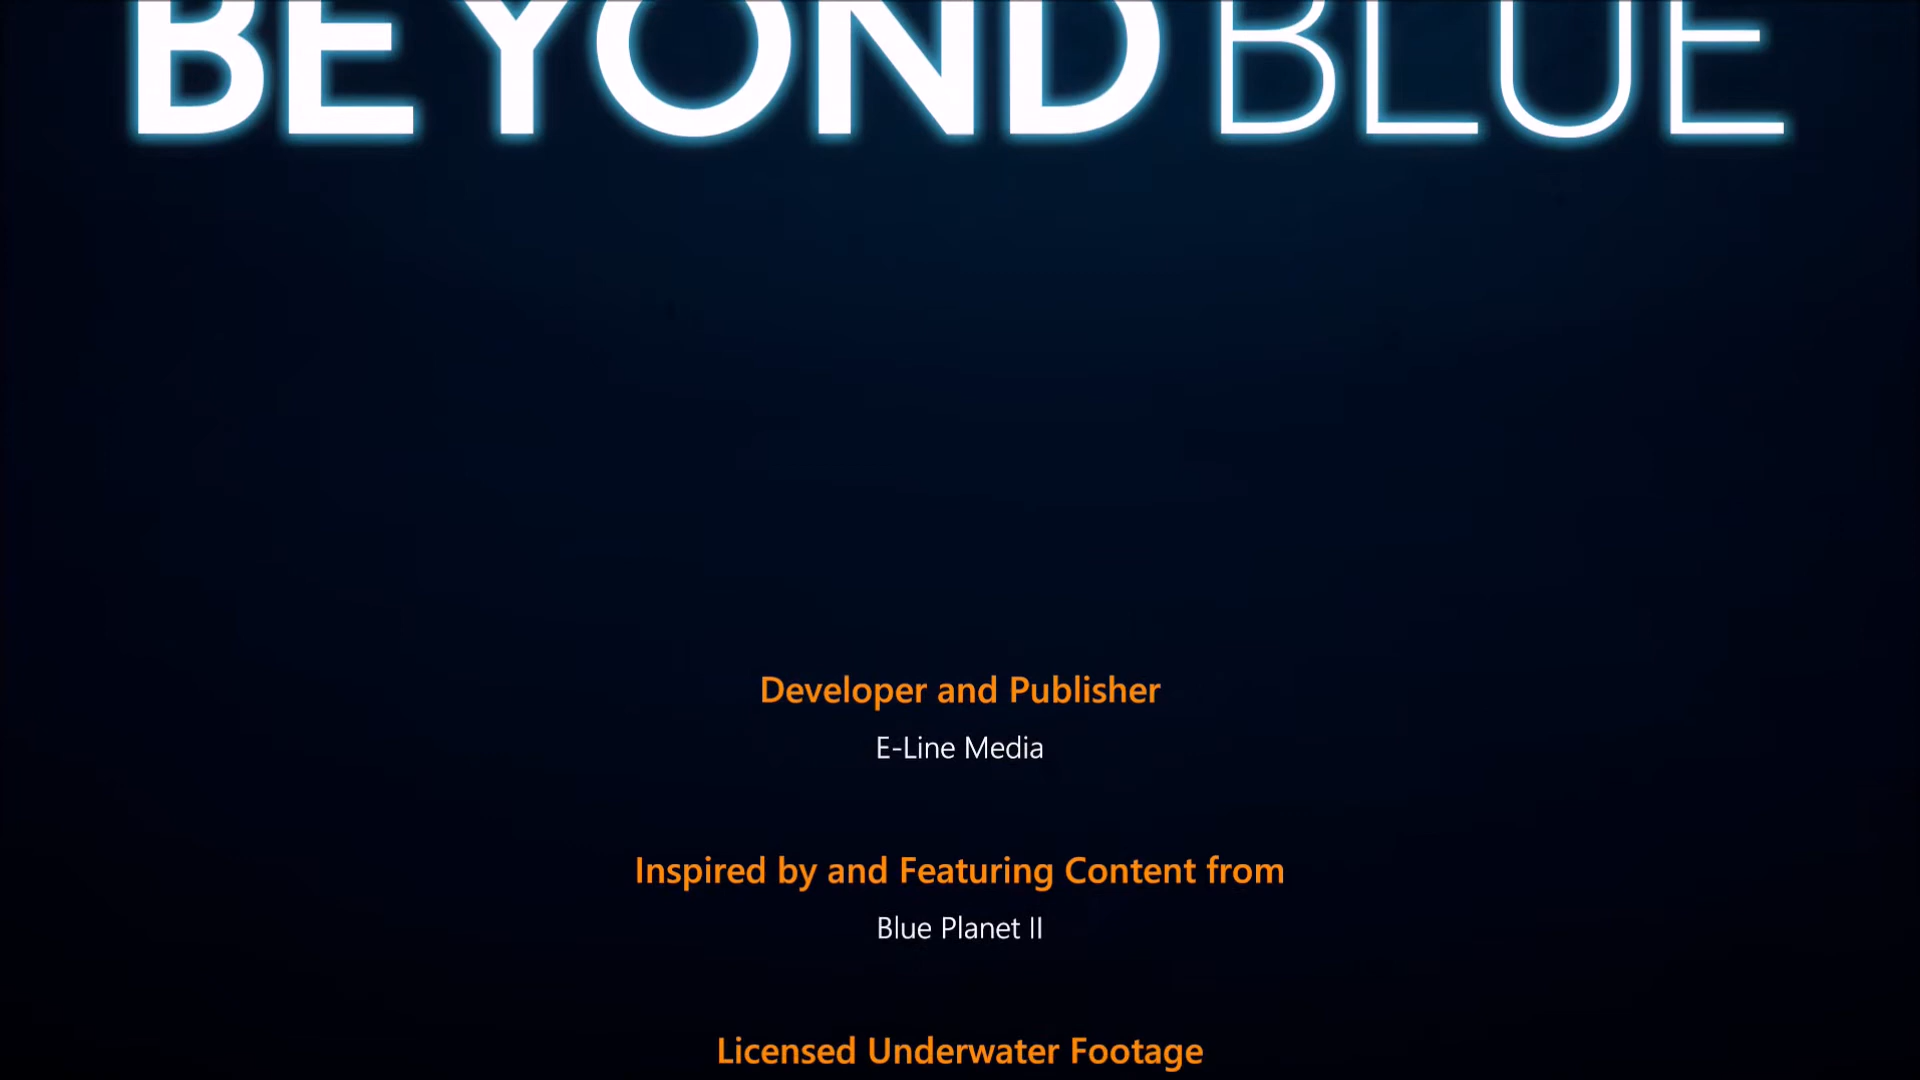 BEYOND BLUE
Developer and Publisher
E-Line Media
Inspired by and Featuring Content from
Blue Planet II
Licensed Underwater Footage